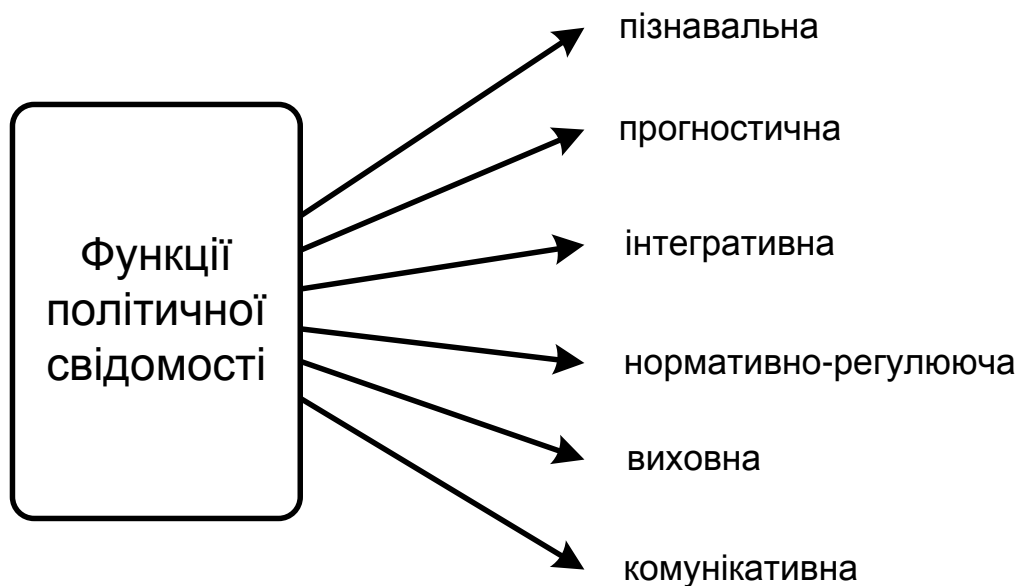 Функції
політичної
свідомості
пізнавальна
прогностична
інтегративна
нормативно-регулююча
виховна
комунікативна